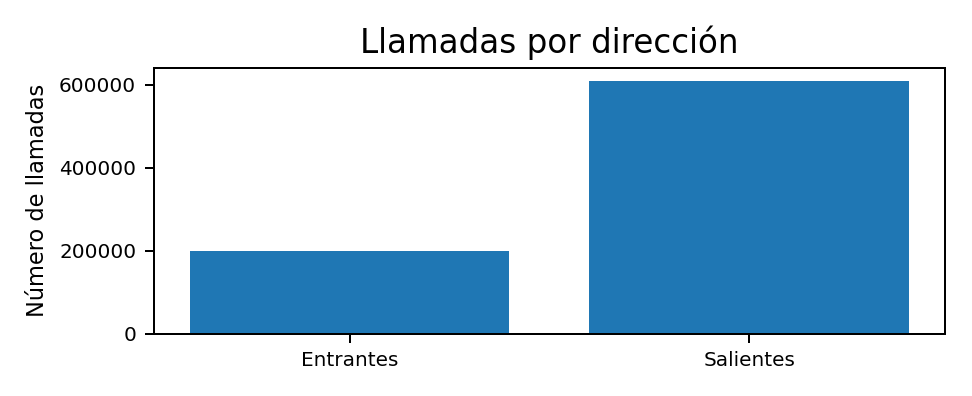 Llamadas por dirección
Número de llamadas
600000
400000
200000
0
Entrantes
Salientes